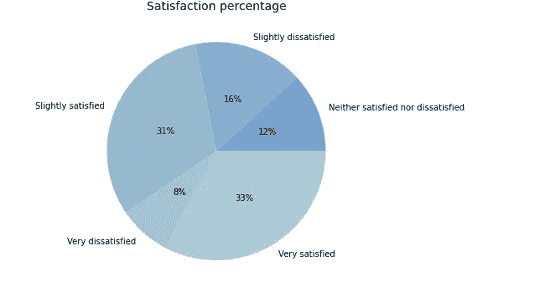 Satisfaction percentage
Slightly dissatisfied
16%
Neither satisfied nor dissatisfied
12%
Slightly satisfied
31%
8%
Very dissatisfied
33%
Very satisfied